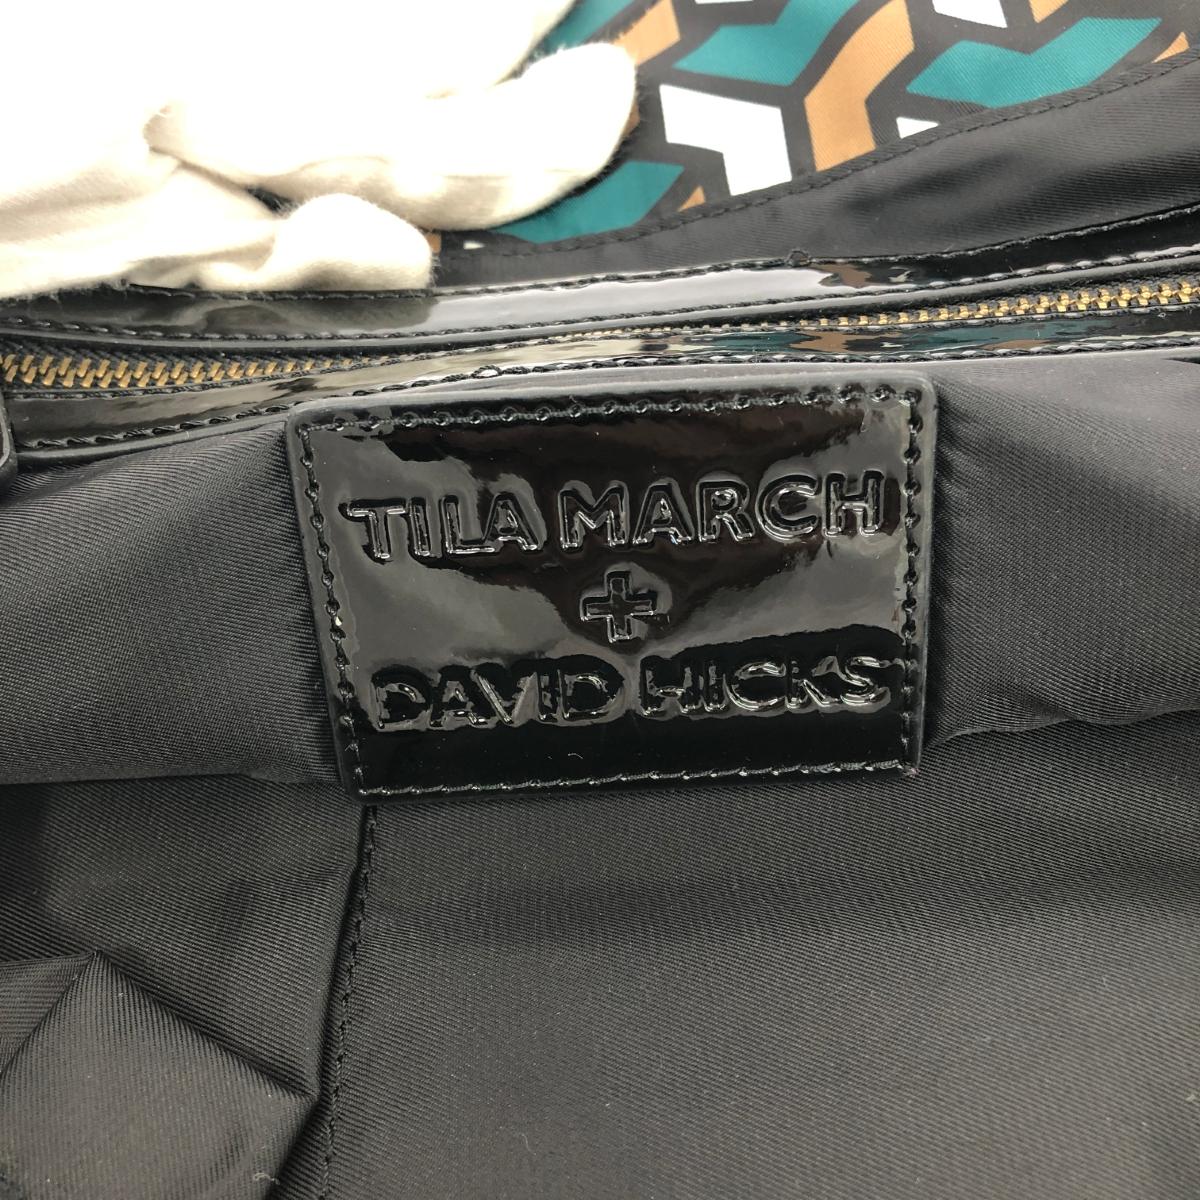 TILA MARCH
+
DAVID HICKS